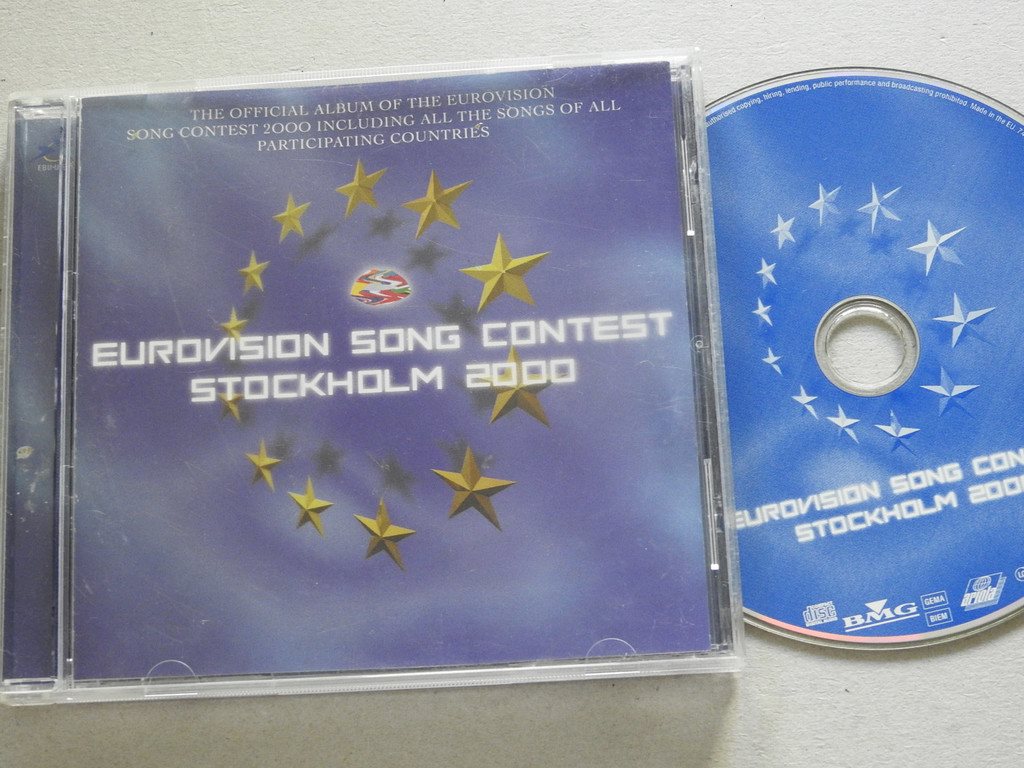 THE OFFICIAL ALBUM OF THE EUROVISION
SONG CONTEST 2000 INCLUDING ALL THE SONGS OF ALL
PARTICIPATING COUNTRIES
EUROVISION SONG CONTEST
STOCKHOLM 2000
copying, hiring, lending, public performance and broadcasting prohibited. Made in the EU.
EUROVISION SONG CON
STOCKHOLM 2000
disc
BMG
GEMA
BIEM
ariola